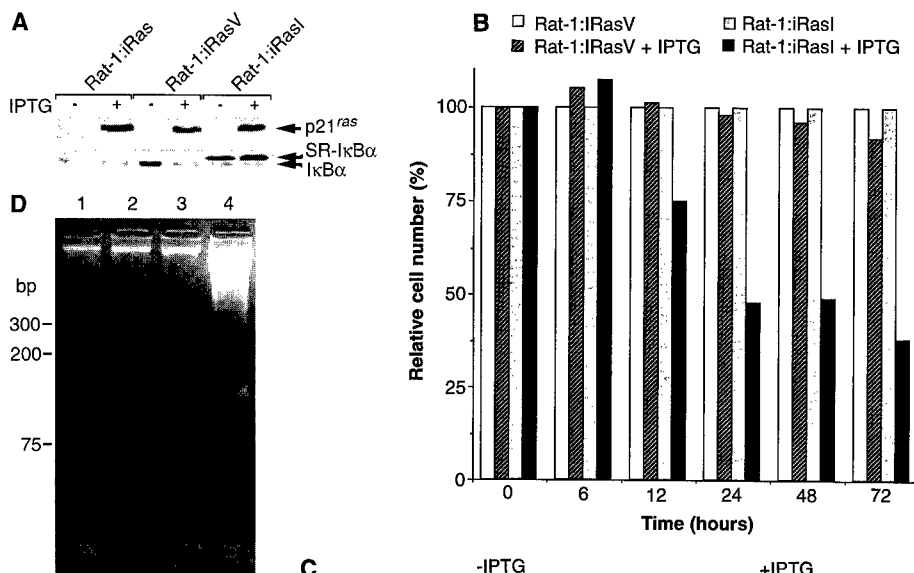 A
Rat-1:iRas
Rat-1:iRasV
Rat-1:iRasI
IPTG - + - + - +
p21ras
SR-IκBα
IκBα
B
Rat-1:IRasV
Rat-1:iRasI
Rat-1:IRasV + IPTG
Rat-1:iRasI + IPTG
100
75
50
25
0
Relative cell number (%)
0 6 12 24 48 72
Time (hours)
D
1 2 3 4
bp
300
200
75
C
-IPTG
+IPTG